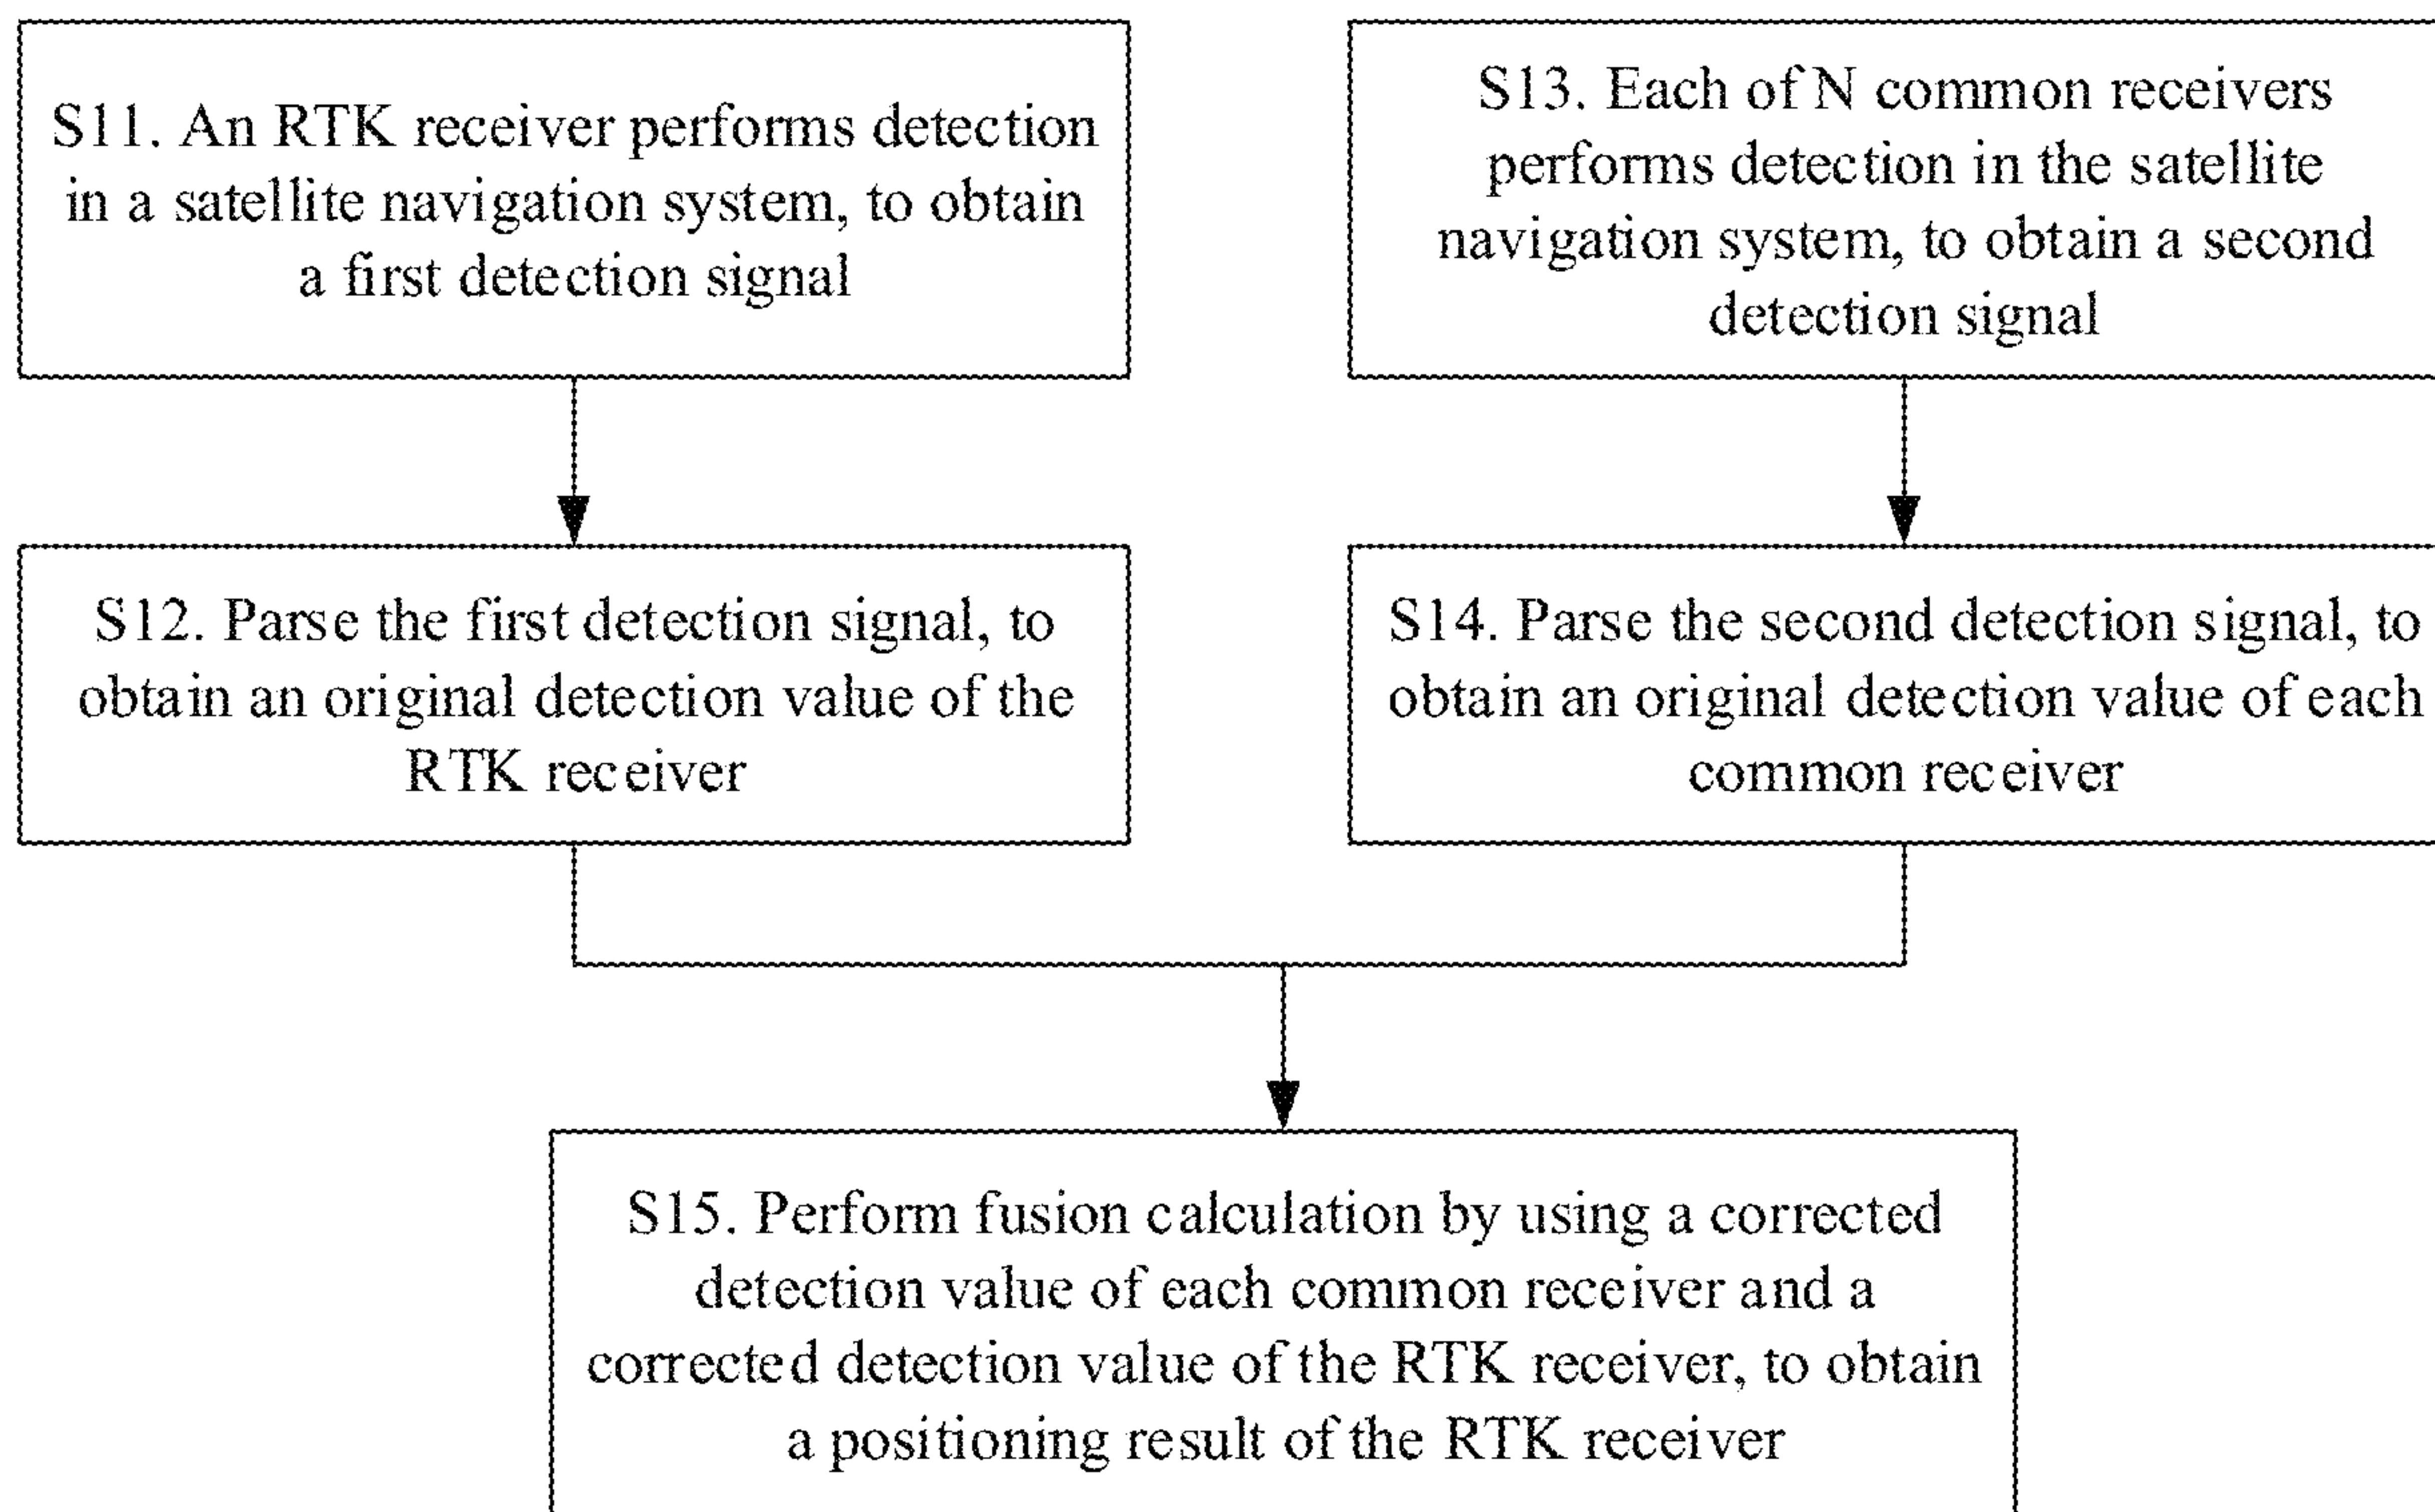 S11. An RTK receiver performs detection
in a satellite navigation system, to obtain
a first detection signal
S13. Each of N common receivers
performs detection in the satellite
navigation system, to obtain a second
detection signal
S12. Parse the first detection signal, to
obtain an original detection value of the
RTK receiver
S14. Parse the second detection signal, to
obtain an original detection value of each
common receiver
S15. Perform fusion calculation by using a corrected
detection value of each common receiver and a
corrected detection value of the RTK receiver, to obtain
a positioning result of the RTK receiver